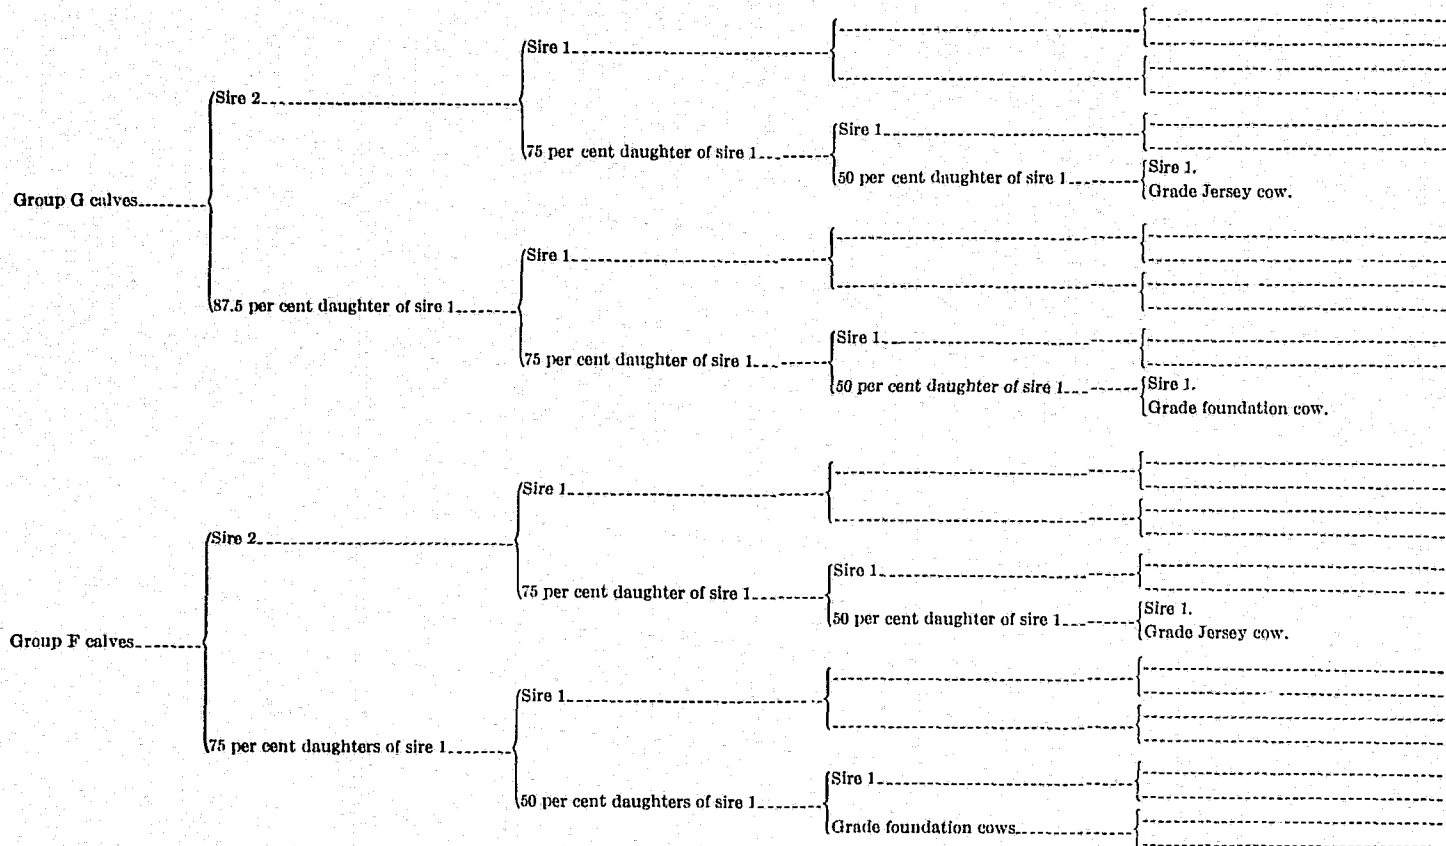 Sire 1
Sire 2
Sire 1
75 per cent daughter of sire 1
Sire 1.
50 per cent daughter of sire 1
Grade Jersey cow.
Group G calves
Sire 1
87.5 per cent daughter of sire 1
Sire 1
75 per cent daughter of sire 1
Sire 1.
50 per cent daughter of sire 1
Grade foundation cow.
Sire 1
Sire 2
Sire 1
75 per cent daughter of sire 1
Sire 1.
50 per cent daughter of sire 1
Grade Jersey cow.
Group F calves
Sire 1
75 per cent daughters of sire 1
Sire 1
50 per cent daughters of sire 1
Grade foundation cows